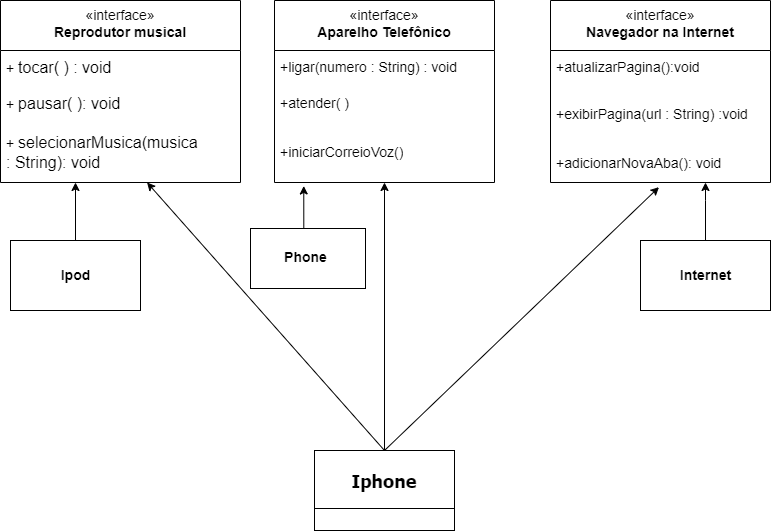 «interface»
Reprodutor musical
+ tocar( ) : void
+ pausar( ): void
+ selecionarMusica(musica
: String): void
«interface»
Aparelho Telefônico
+ligar(numero : String) : void
+atender( )
+iniciarCorreioVoz()
«interface»
Navegador na Internet
+atualizarPagina():void
+exibirPagina(url : String) :void
+adicionarNovaAba(): void
Ipod
Phone
Internet
Iphone